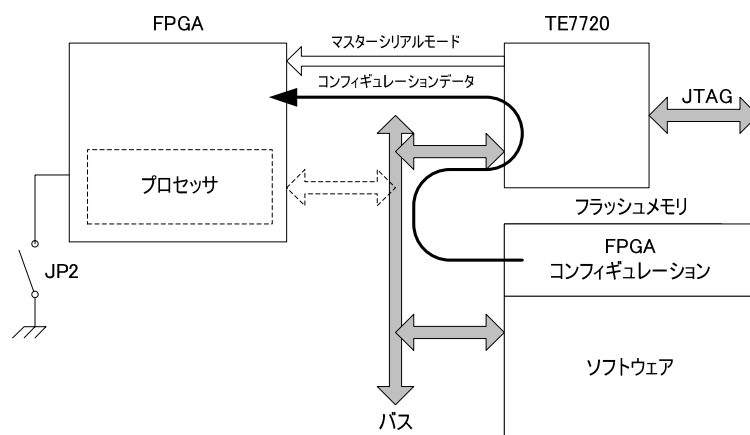 FPGA
TE7720
マスターシリアルモード
コンフィギュレーションデータ
JTAG
プロセッサ
フラッシュメモリ
FPGA
コンフィギュレーション
JP2
ソフトウェア
バス